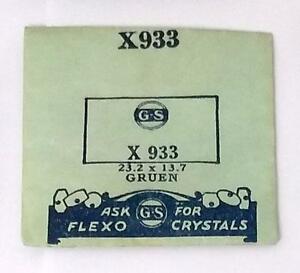 X933
G-S
X 933
23.2 x 13.7
GRUEN
ASK G-S FOR
FLEXO CRYSTALS